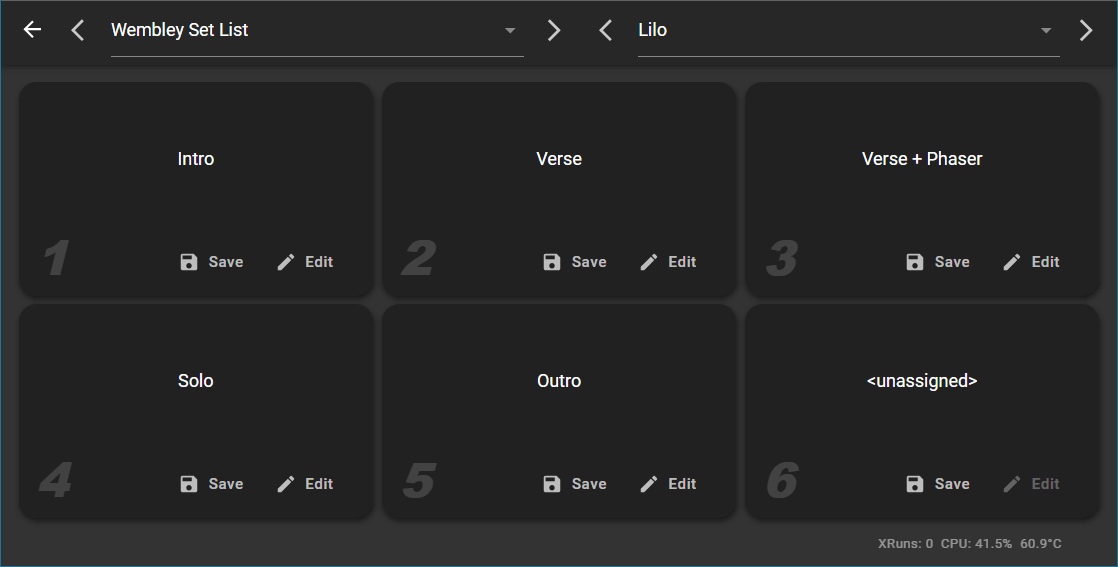 Wembley Set List Lilo
Intro Verse Verse + Phaser
1 Save Edit 2 Save Edit 3 Save Edit
Solo Outro <unassigned>
4 Save Edit 5 Save Edit 6 Save Edit
XRuns: 0 CPU: 41.5% 60.9°C